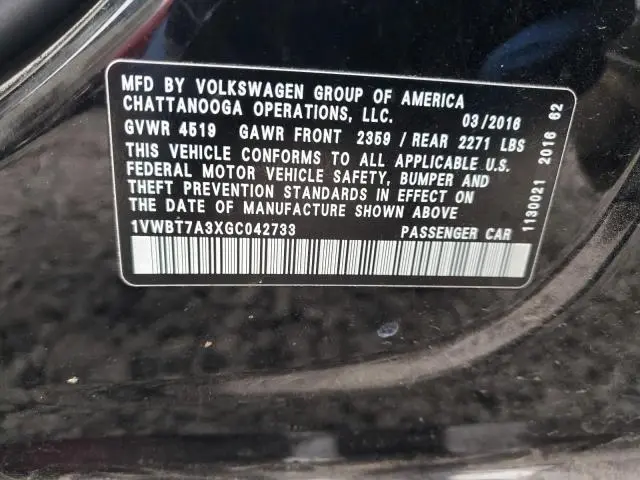 MFD BY VOLKSWAGEN GROUP OF AMERICA
CHATTANOOGA OPERATIONS, LLC. 03/2016
GVWR 4519 GAWR FRONT 2359 / REAR 2271 LBS
THIS VEHICLE CONFORMS TO ALL APPLICABLE U.S.
FEDERAL MOTOR VEHICLE SAFETY, BUMPER AND
THEFT PREVENTION STANDARDS IN EFFECT ON
THE DATE OF MANUFACTURE SHOWN ABOVE
1VWBT7A3XGC042733 PASSENGER CAR
1130021 2016 62